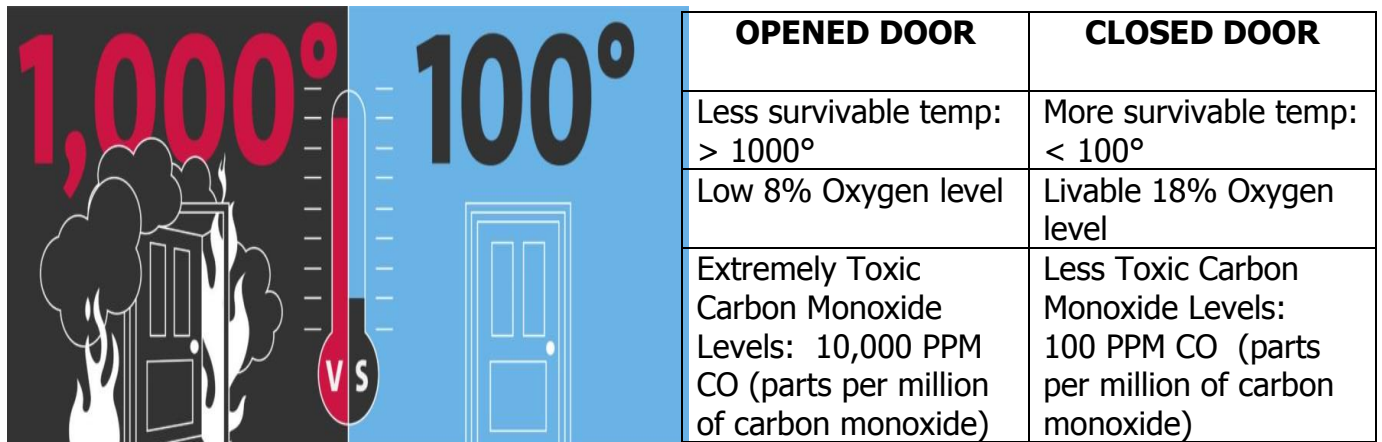 1,000°
100°
VS
OPENED DOOR
CLOSED DOOR
Less survivable temp:
> 1000°
More survivable temp:
< 100°
Low 8% Oxygen level
Livable 18% Oxygen
level
Extremely Toxic
Carbon Monoxide
Levels:  10,000 PPM
CO (parts per million
of carbon monoxide)
Less Toxic Carbon
Monoxide Levels:
100 PPM CO  (parts
per million of carbon
monoxide)